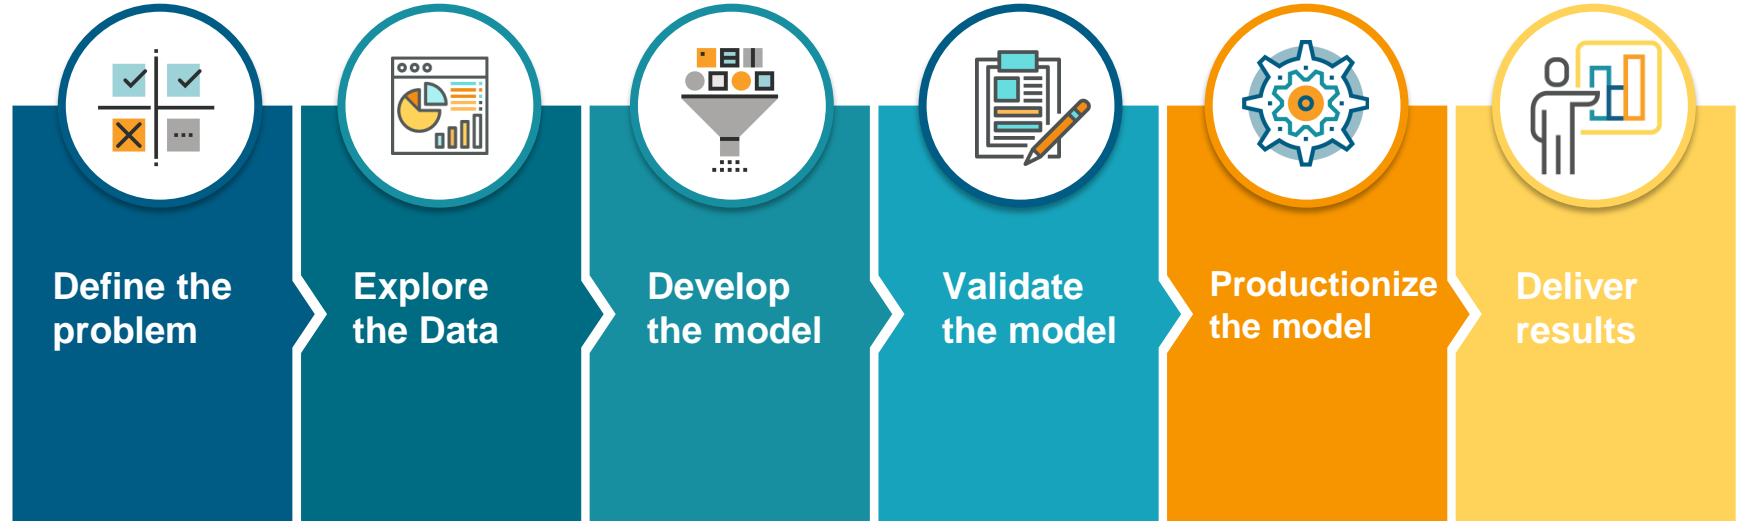 Define the
problem
Explore
the Data
Develop
the model
Validate
the model
Productionize
the model
Deliver
results